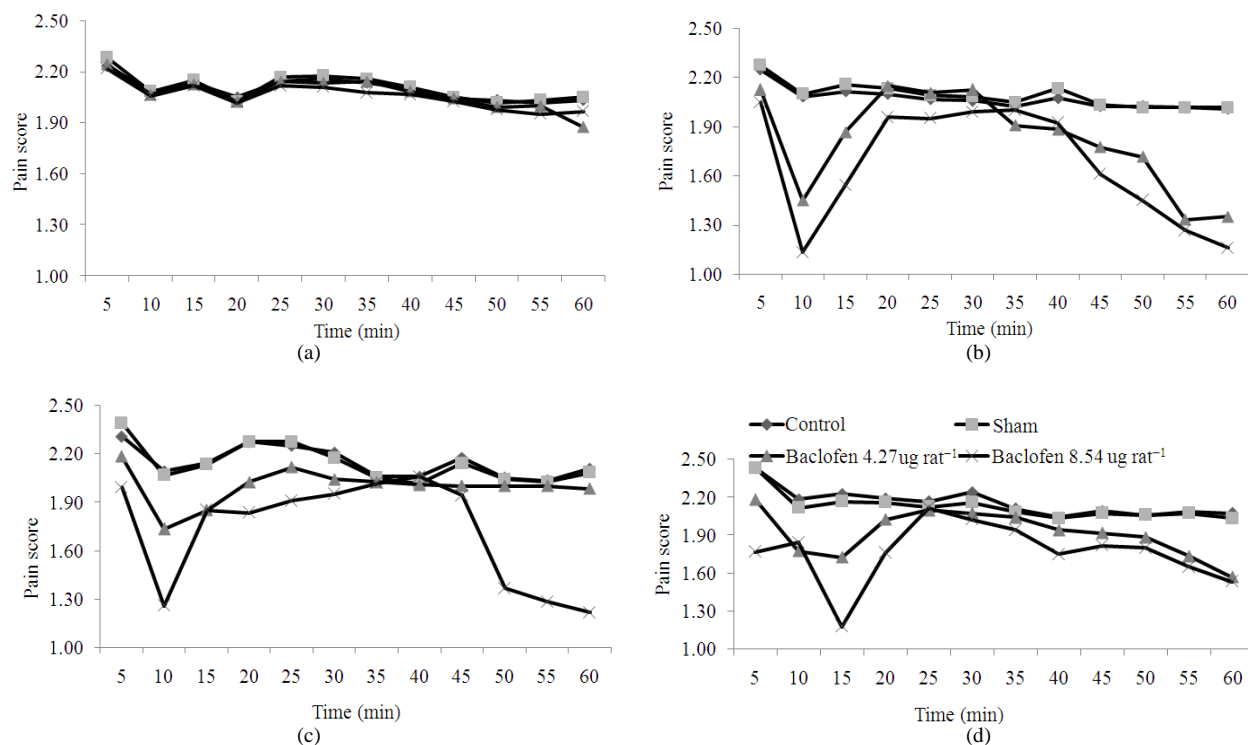 2.50
2.20
1.90
1.60
1.30
1.00
Pain score
5 10 15 20 25 30 35 40 45 50 55 60
Time (min)
(a)
2.50
2.20
1.90
1.60
1.30
1.00
Pain score
5 10 15 20 25 30 35 40 45 50 55 60
Time (min)
(b)
2.50
2.20
1.90
1.60
1.30
1.00
Pain score
5 10 15 20 25 30 35 40 45 50 55 60
Time (min)
(c)
Control Sham
Baclofen 4.27ug rat⁻¹ Baclofen 8.54 ug rat⁻¹
2.50
2.20
1.90
1.60
1.30
1.00
Pain score
5 10 15 20 25 30 35 40 45 50 55 60
Time (min)
(d)